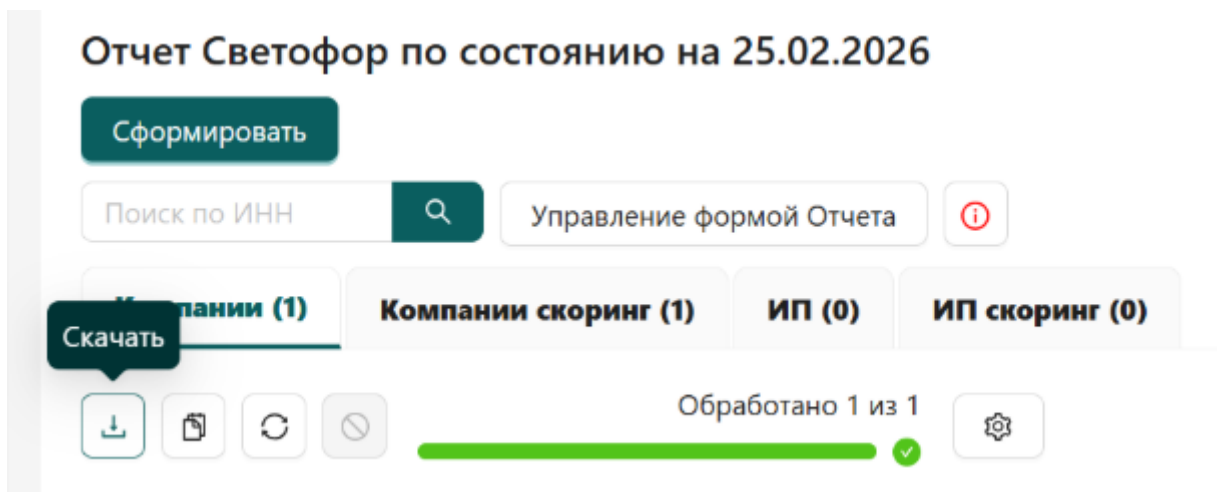 Отчет Светофор по состоянию на 25.02.2026
Сформировать
Поиск по ИНН
Управление формой Отчета
пании (1)
Компании скоринг (1)
ИП (0)
ИП скоринг (0)
Скачать
Обработано 1 из 1